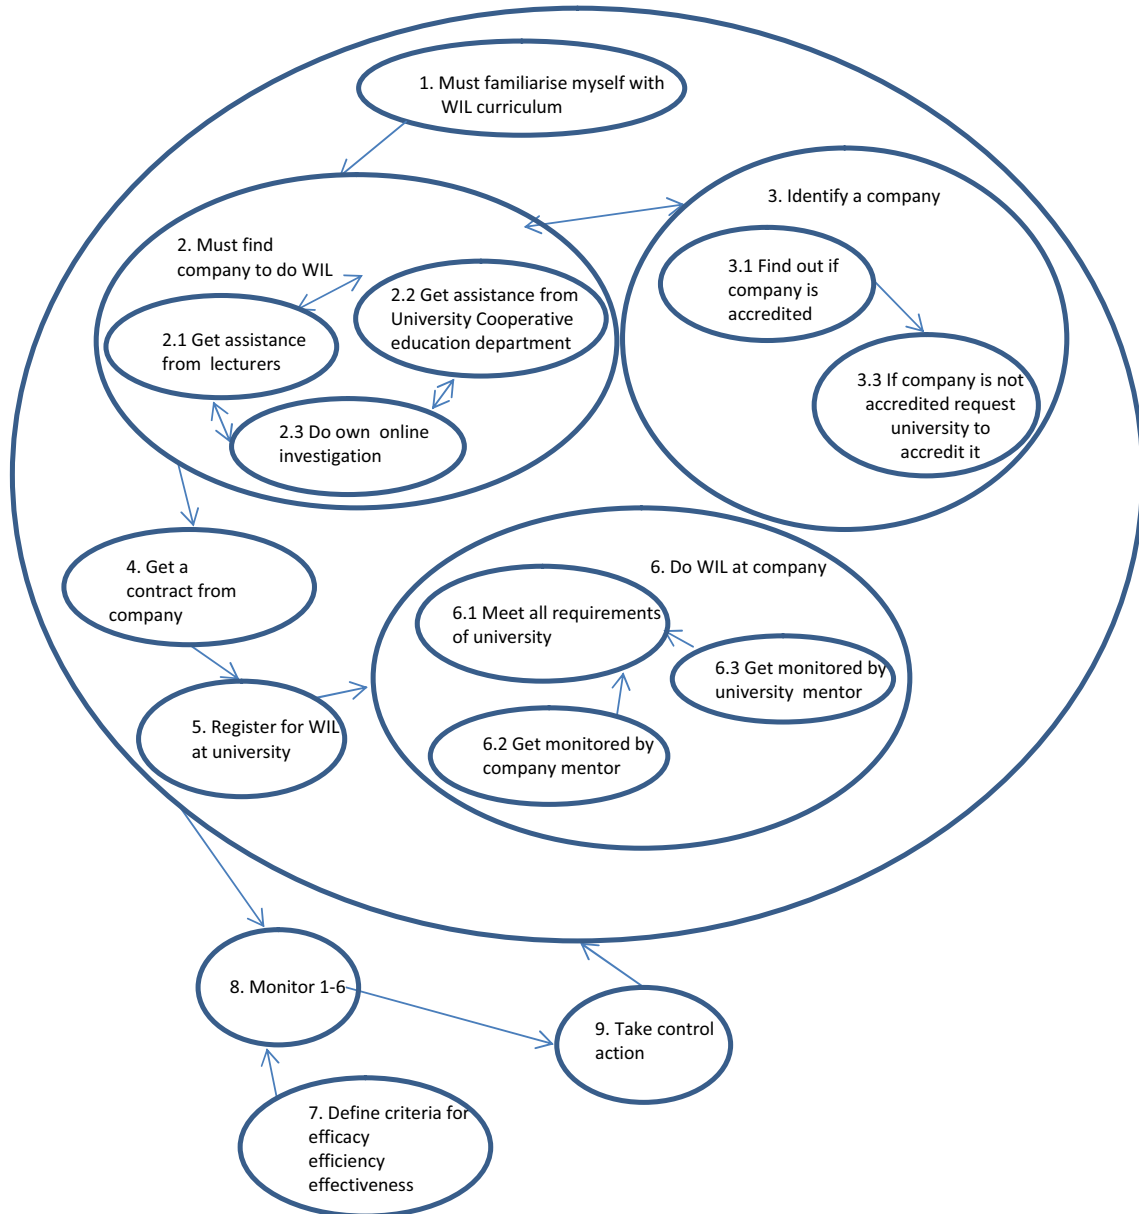 1. Must familiarise myself with
WIL curriculum
2. Must find
company to do WIL
2.1 Get assistance
from lecturers
2.2 Get assistance from
University Cooperative
education department
2.3 Do own online
investigation
3. Identify a company
3.1 Find out if
company is
accredited
3.3 If company is not
accredited request
university to
accredit it
4. Get a
contract from
company
5. Register for WIL
at university
6. Do WIL at company
6.1 Meet all requirements
of university
6.3 Get monitored by
university mentor
6.2 Get monitored by
company mentor
8. Monitor 1-6
9. Take control
action
7. Define criteria for
efficacy
efficiency
effectiveness